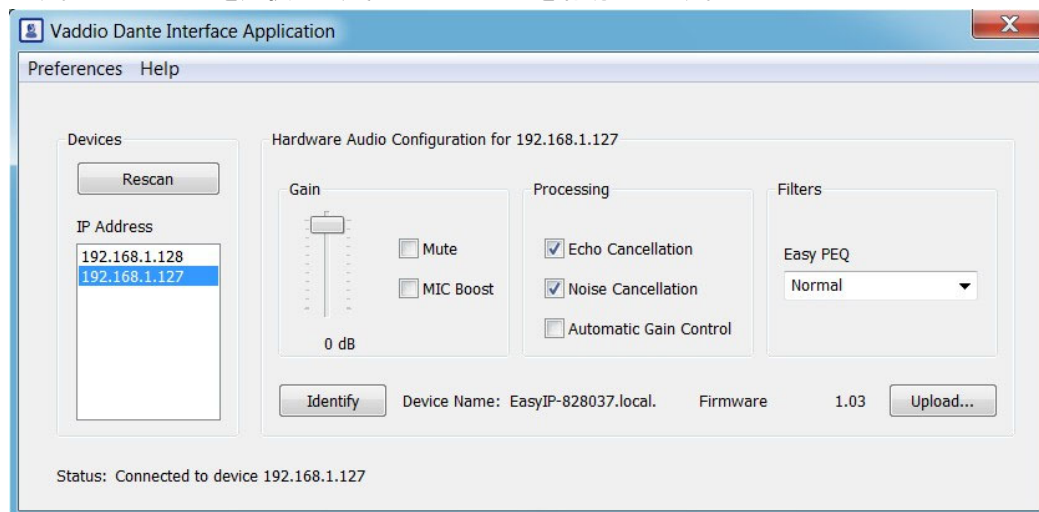 Vaddio Dante Interface Application
X
Preferences Help
Devices
Rescan
IP Address
192.168.1.128
192.168.1.127
Hardware Audio Configuration for 192.168.1.127
Gain
Mute
MIC Boost
0 dB
Processing
Echo Cancellation
Noise Cancellation
Automatic Gain Control
Filters
Easy PEQ
Normal
Identify Device Name: EasyIP-828037.local. Firmware 1.03 Upload...
Status: Connected to device 192.168.1.127